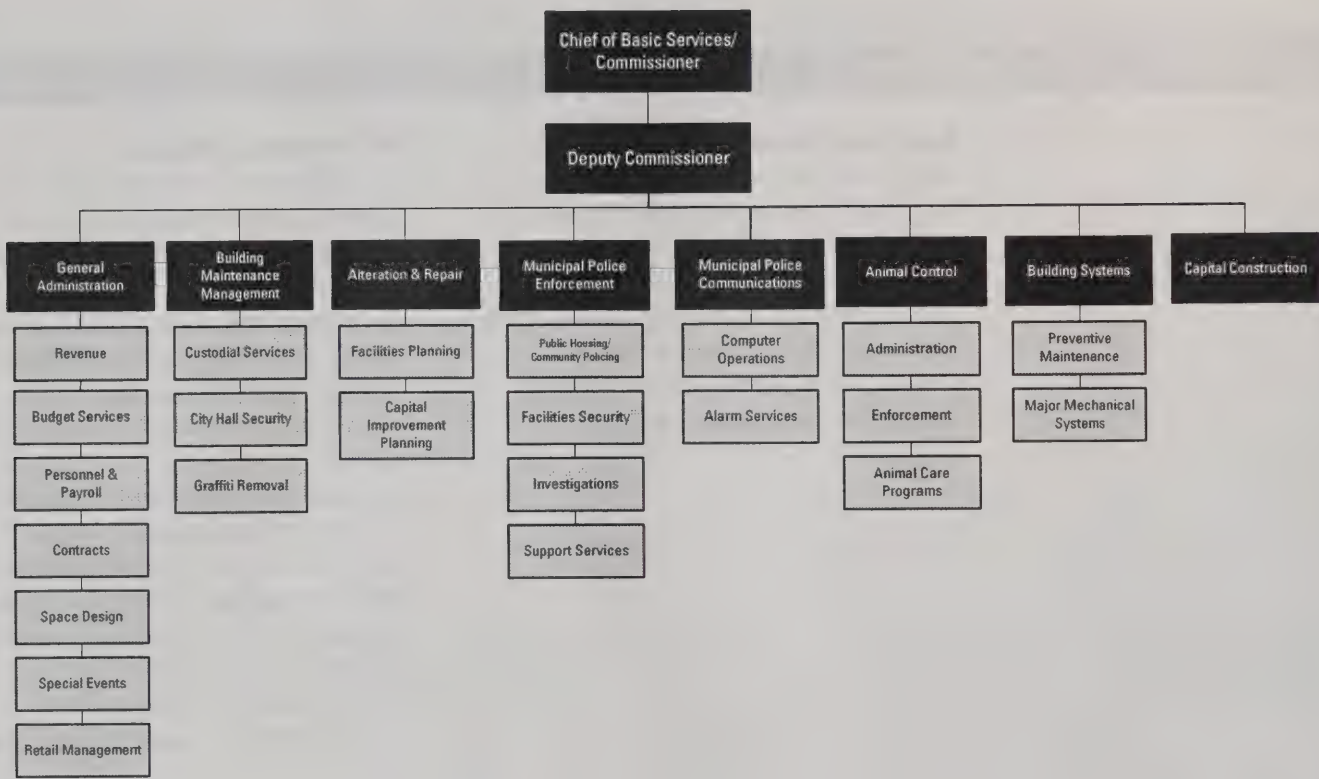 Chief of Basic Services/
Commissioner
Deputy Commissioner
General
Administration
Revenue
Budget Services
Personnel &
Payroll
Contracts
Space Design
Special Events
Retail Management
Building
Maintenance
Management
Custodial Services
City Hall Security
Graffiti Removal
Alteration & Repair
Facilities Planning
Capital
Improvement
Planning
Municipal Police
Enforcement
Public Housing/
Community Policing
Facilities Security
Investigations
Support Services
Municipal Police
Communications
Computer
Operations
Alarm Services
Animal Control
Administration
Enforcement
Animal Care
Programs
Building Systems
Preventive
Maintenance
Major Mechanical
Systems
Capital Construction